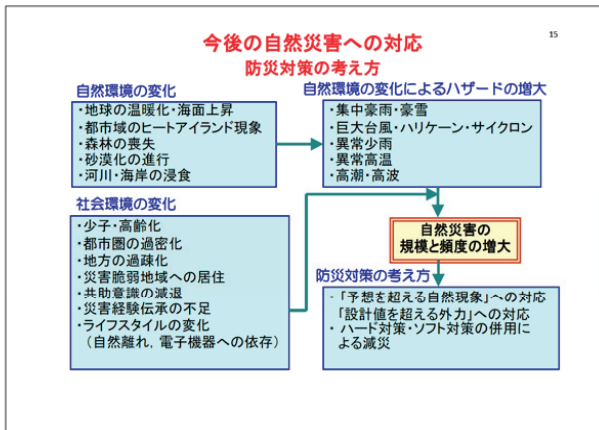 15
今後の自然災害への対応
防災対策の考え方
自然環境の変化
・地球の温暖化・海面上昇
・都市域のヒートアイランド現象
・森林の喪失
・砂漠化の進行
・河川・海岸の浸食
自然環境の変化によるハザードの増大
・集中豪雨・豪雪
・巨大台風・ハリケーン・サイクロン
・異常少雨
・異常高温
・高潮・高波
社会環境の変化
・少子・高齢化
・都市圏の過密化
・地方の過疎化
・災害脆弱地域への居住
・共助意識の減退
・災害経験伝承の不足
・ライフスタイルの変化
（自然離れ，電子機器への依存）
自然災害の
規模と頻度の増大
防災対策の考え方
・「予想を超える自然現象」への対応
「設計値を超える外力」への対応
・ハード対策・ソフト対策の併用に
よる減災